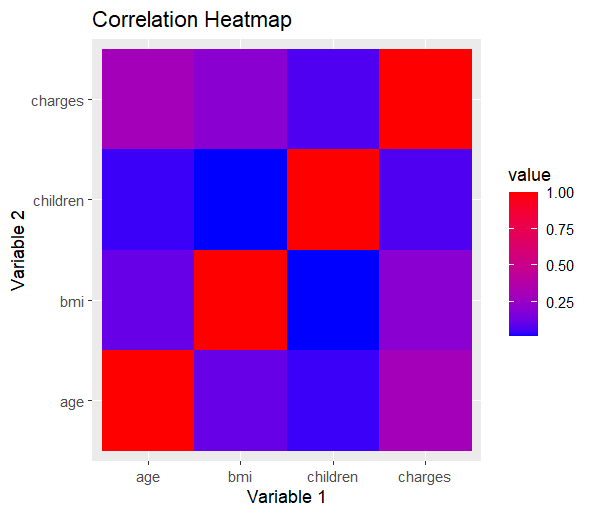 Correlation Heatmap
charges
children
bmi
age
Variable 2
age bmi children charges
Variable 1
value
1.00
0.75
0.50
0.25